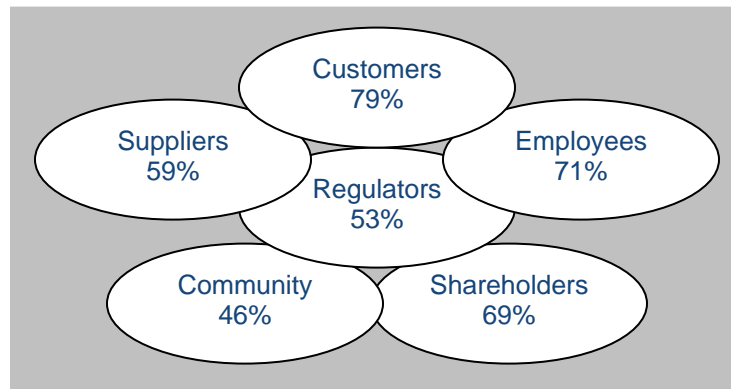 Customers
79%
Suppliers
59%
Employees
71%
Regulators
53%
Community
46%
Shareholders
69%